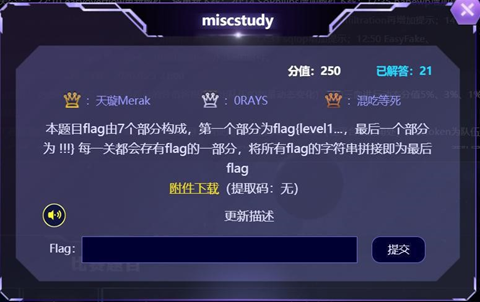 miscstudy
分值：250 已解答：21
：天璇Merak ：0RAYS ：混吃等死
本题目flag由7个部分构成，第一个部分为flag{level1...，最后一个部分
为 !!!} 每一关都会存有flag的一部分，将所有flag的字符串拼接即为最后
flag
附件下载（提取码：无）
更新描述
Flag： 提交